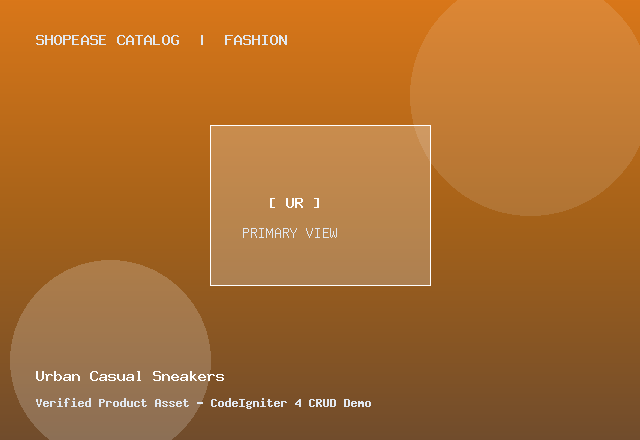 SHOPEASE CATALOG | FASHION
[ UR ]
PRIMARY VIEW
Urban Casual Sneakers
Verified Product Asset - CodeIgniter 4 CRUD Demo